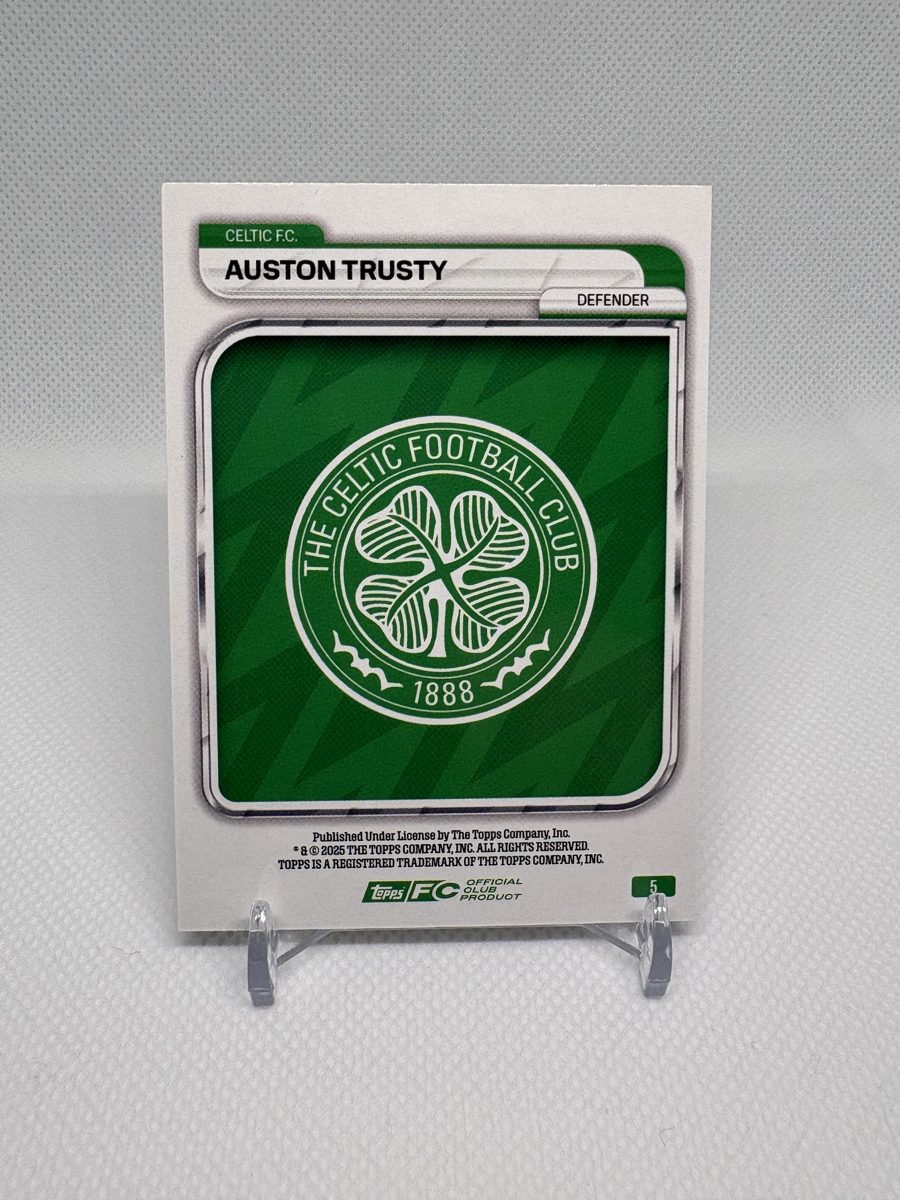 CELTIC F.C.
AUSTON TRUSTY
DEFENDER
THE CELTIC FOOTBALL CLUB
1888
Published Under License by The Topps Company, Inc.
® & © 2025 THE TOPPS COMPANY, INC. ALL RIGHTS RESERVED.
TOPPS IS A REGISTERED TRADEMARK OF THE TOPPS COMPANY, INC.
topps FC OFFICIAL
CLUB
PRODUCT
5